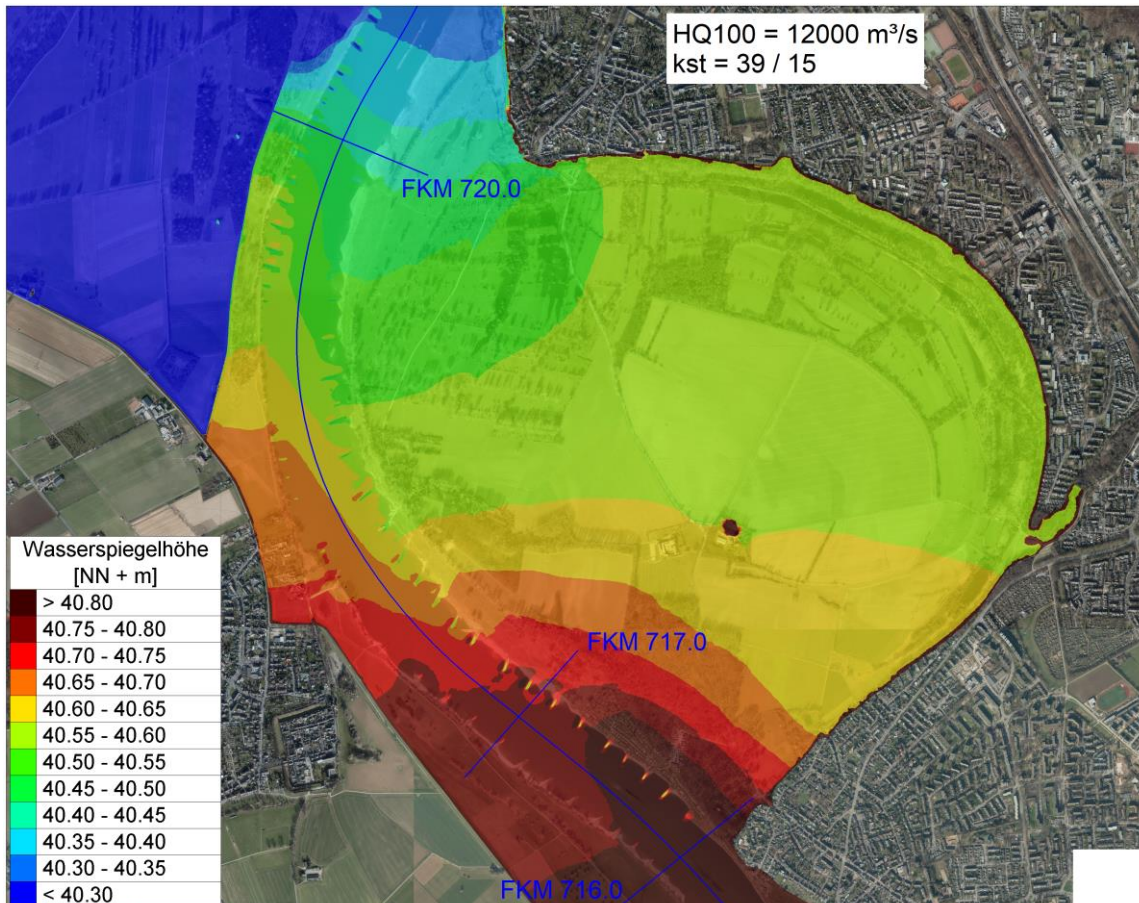 HQ100 = 12000 m³/s
kst = 39 / 15
FKM 720.0
FKM 717.0
FKM 716.0
Wasserspiegelhöhe
[NN + m]
> 40.80
40.75 - 40.80
40.70 - 40.75
40.65 - 40.70
40.60 - 40.65
40.55 - 40.60
40.50 - 40.55
40.45 - 40.50
40.40 - 40.45
40.35 - 40.40
40.30 - 40.35
< 40.30